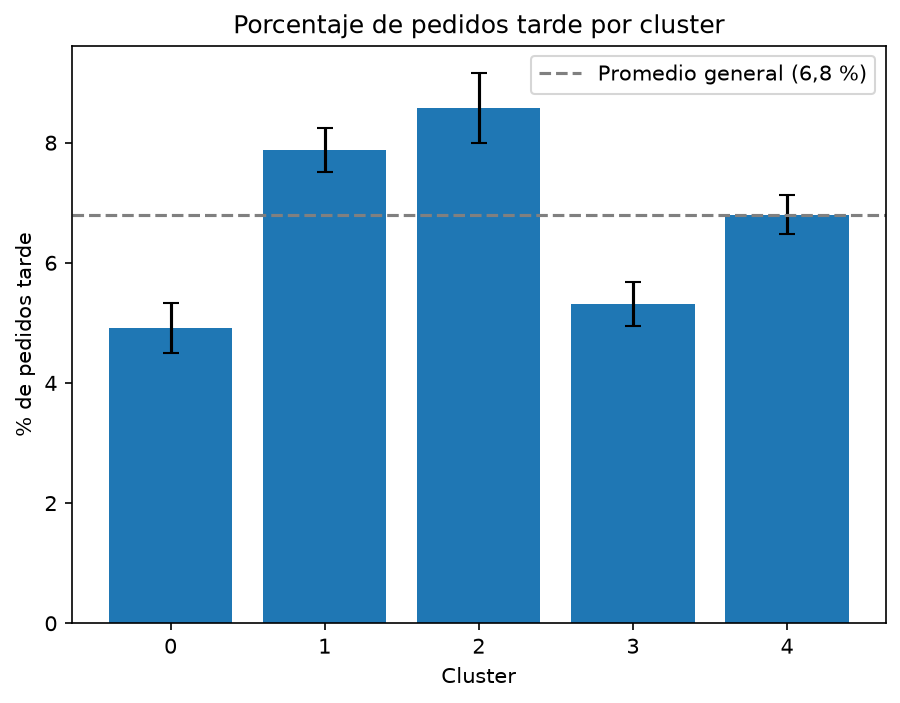 Porcentaje de pedidos tarde por cluster
Promedio general (6,8 %)
% de pedidos tarde
8
6
4
2
0
0 1 2 3 4
Cluster